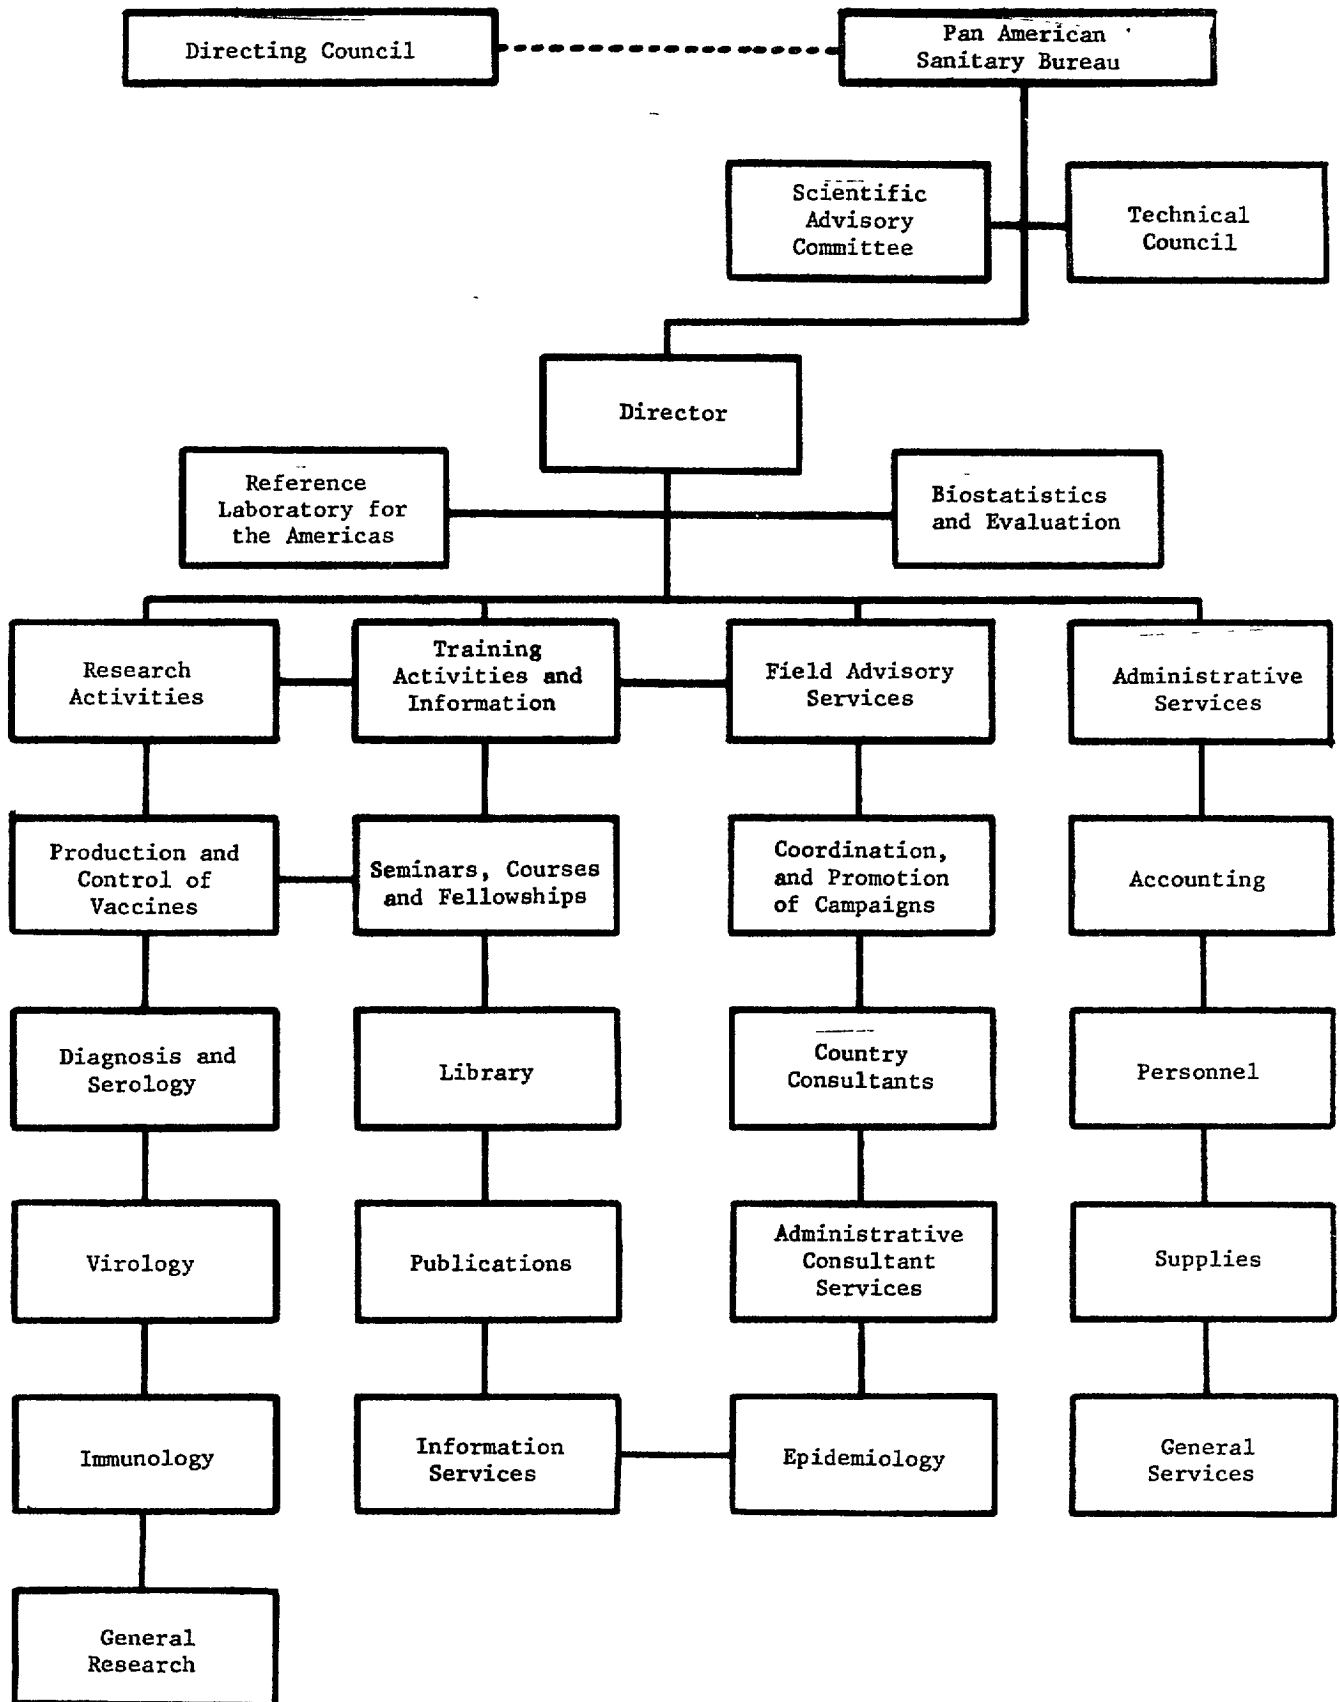 Directing Council
Pan American
Sanitary Bureau
Scientific
Advisory
Committee
Technical
Council
Director
Reference
Laboratory for
the Americas
Biostatistics
and Evaluation
Research
Activities
Training
Activities and
Information
Field Advisory
Services
Administrative
Services
Production and
Control of
Vaccines
Seminars, Courses
and Fellowships
Coordination,
and Promotion
of Campaigns
Accounting
Diagnosis and
Serology
Library
Country
Consultants
Personnel
Virology
Publications
Administrative
Consultant
Services
Supplies
Immunology
Information
Services
Epidemiology
General
Services
General
Research